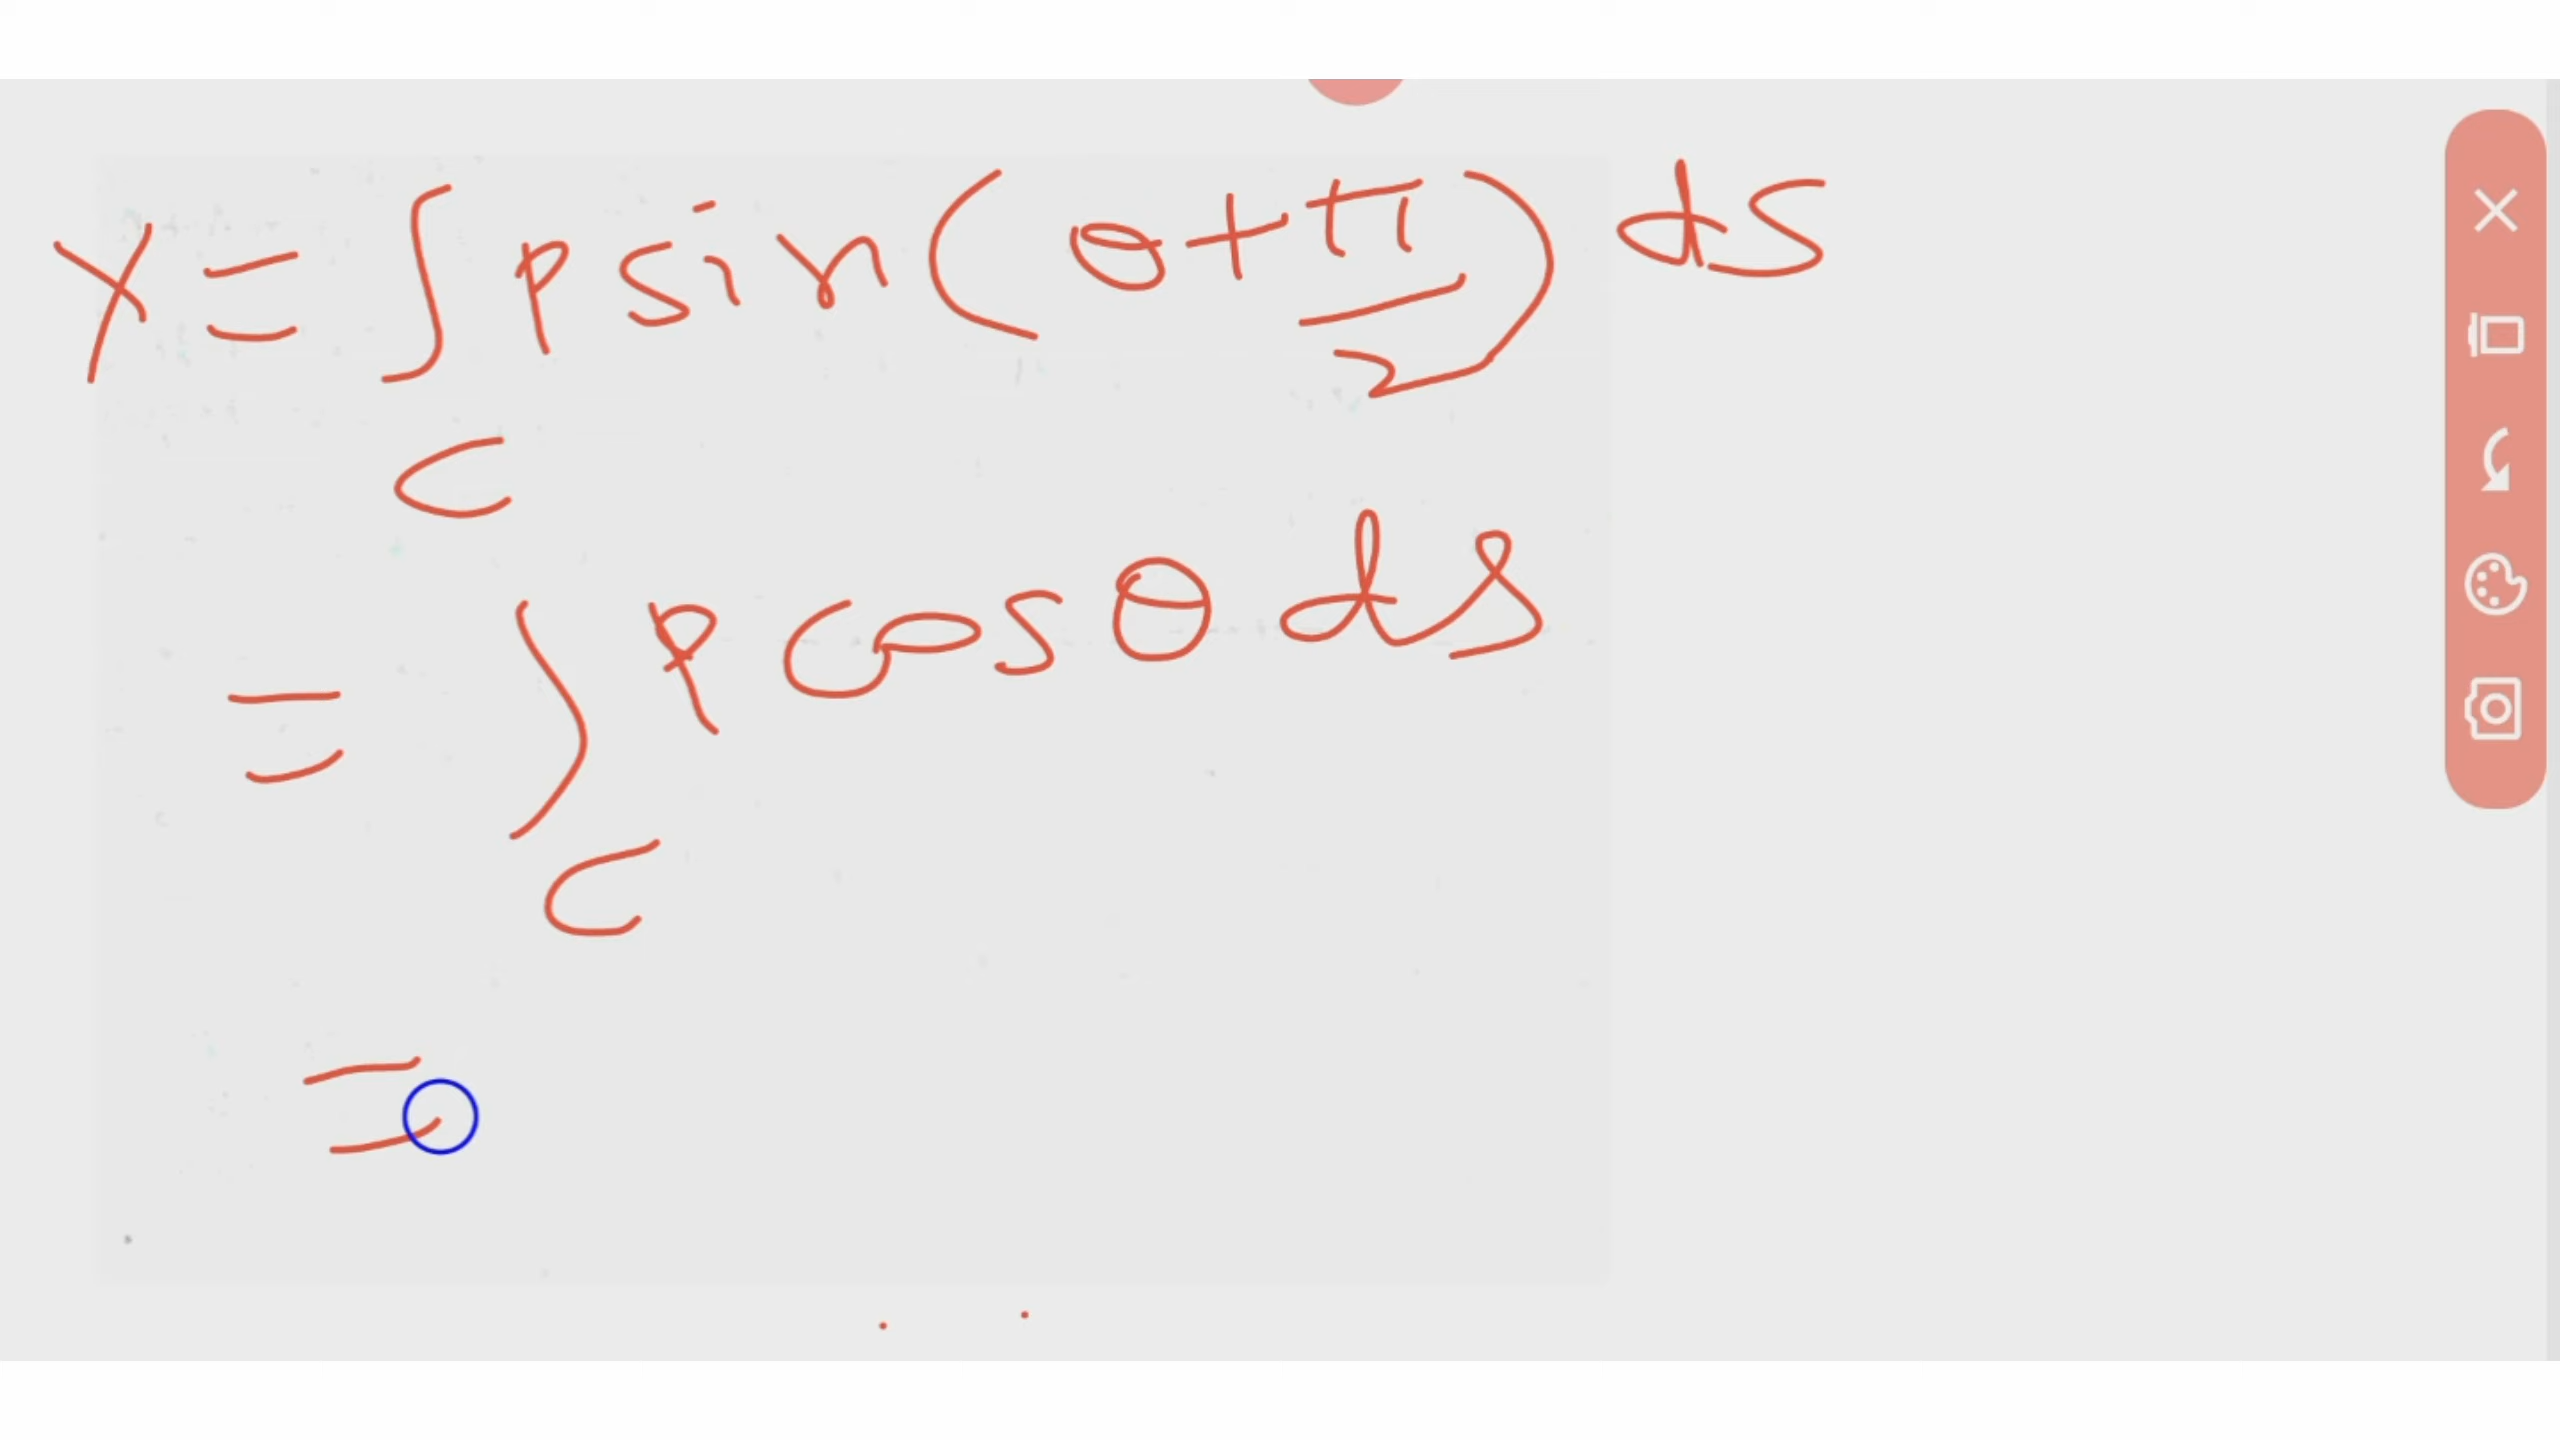 Y = ∫ p sin(θ + π/2) ds
C
= ∫ p cos θ ds
C
=